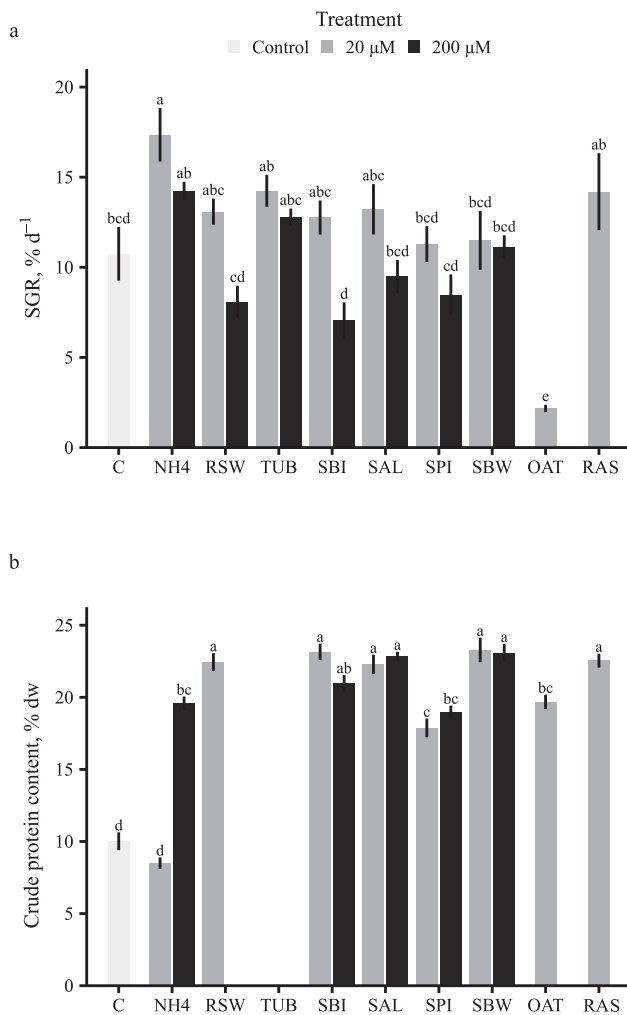 a
Treatment
Control 20 μM 200 μM
SGR, % d⁻¹
20
15
10
5
0
bcd a ab abc cd ab abc abc d abc bcd ab cd bcd bcd e ab
C NH4 RSW TUB SBI SAL SPI SBW OAT RAS
b
Crude protein content, % dw
25
20
15
10
5
0
d d bc a a ab a a c bc a a bc a
C NH4 RSW TUB SBI SAL SPI SBW OAT RAS